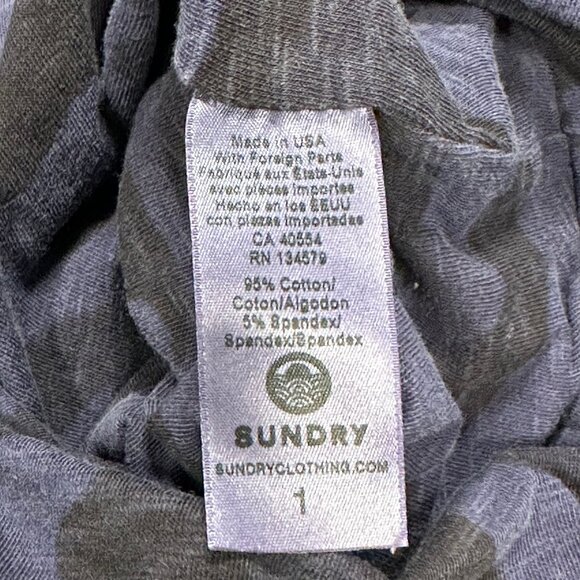 Made in USA
With Foreign Parts
Fabriqué aux États-Unis
avec pièces importées
Hecho en los EEUU
con piezas importadas
CA 40554
RN 134579
95% Cotton/
Coton/Algodon
5% Spandex/
Spandex/Spandex
SUNDRY
SUNDRYCLOTHING.COM
1